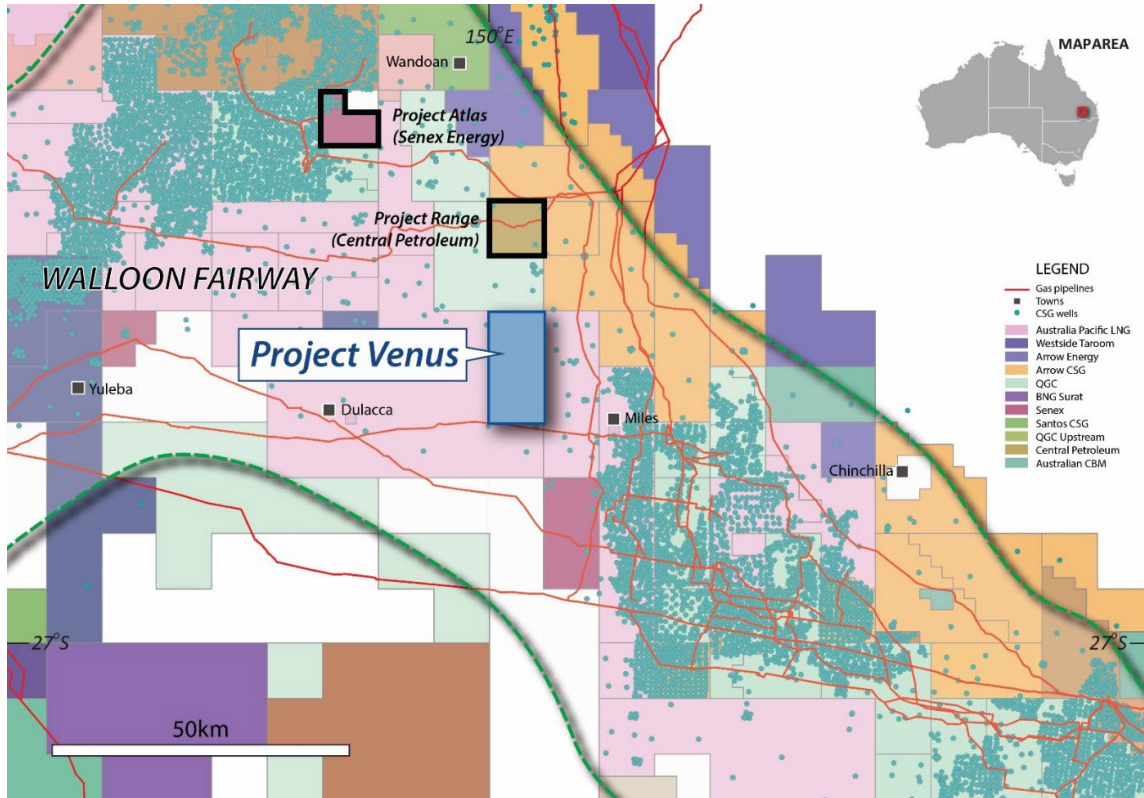 150°E
MAPAREA
Wandoan
Project Atlas
(Senex Energy)
Project Range
(Central Petroleum)
WALLOON FAIRWAY
Project Venus
Yuleba
Dulacca
Miles
Chinchilla
LEGEND
Gas pipelines
Towns
CSG wells
Australia Pacific LNG
Westside Taroom
Arrow Energy
Arrow CSG
QGC
BNG Surat
Senex
Santos CSG
QGC Upstream
Central Petroleum
Australian CBM
27°S
27°S
50km